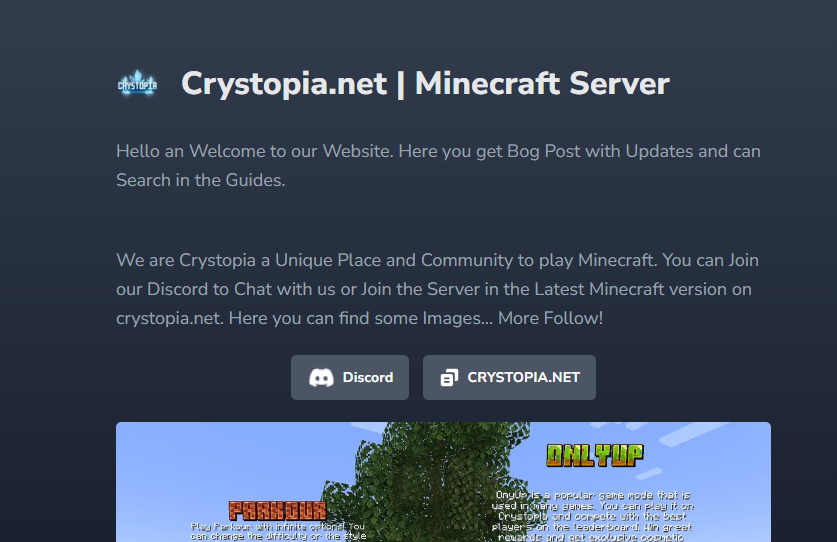 CRYSTOPIA
Crystopia.net | Minecraft Server
Hello an Welcome to our Website. Here you get Bog Post with Updates and can
Search in the Guides.
We are Crystopia a Unique Place and Community to play Minecraft. You can Join
our Discord to Chat with us or Join the Server in the Latest Minecraft version on
crystopia.net. Here you can find some Images... More Follow!
Discord
CRYSTOPIA.NET
ONLYUP
OnyUp is a popular game mode that is
used in many games. You can play it on
Crystopia and compete with the best
players on the leaderboard. Win great
rewards and get exclusive cosmetic
PARKOUR
Play Parkour with infinite options! You
can change the difficulty or the style